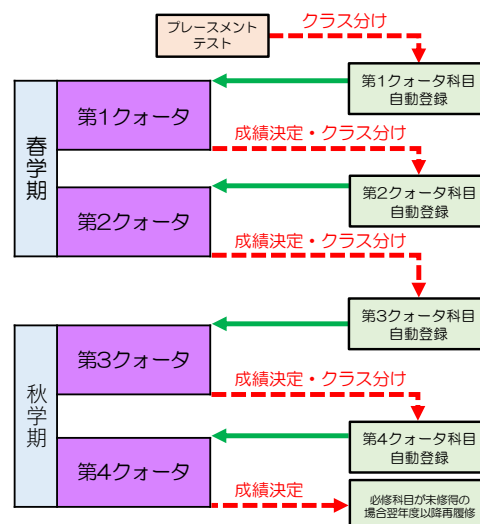 プレースメント
テスト
クラス分け
第1クォータ科目
自動登録
春学期
第1クォータ
成績決定・クラス分け
第2クォータ科目
自動登録
第2クォータ
成績決定・クラス分け
第3クォータ科目
自動登録
秋学期
第3クォータ
成績決定・クラス分け
第4クォータ科目
自動登録
第4クォータ
成績決定
必修科目が未修得の
場合翌年度以降再履修